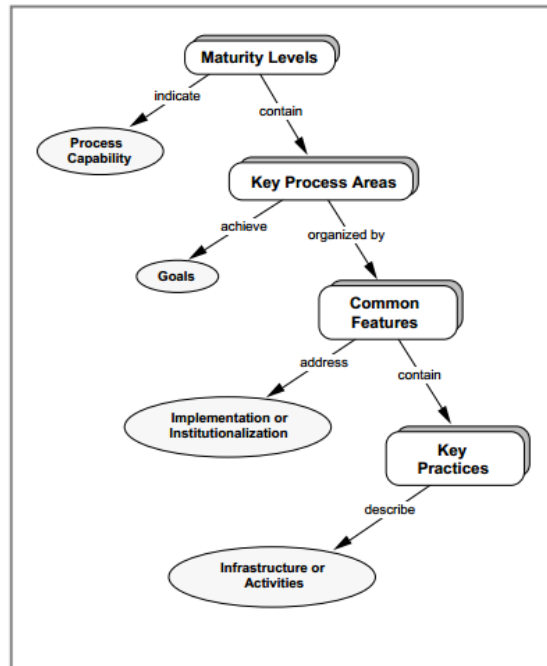 Maturity Levels
indicate
contain
Process
Capability
Key Process Areas
achieve
organized by
Goals
Common
Features
address
contain
Implementation or
Institutionalization
Key
Practices
describe
Infrastructure or
Activities